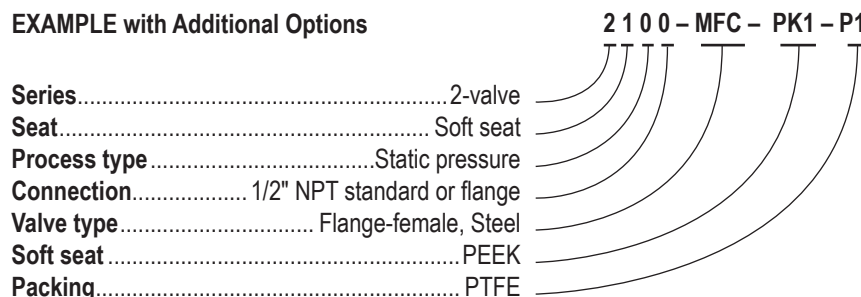 EXAMPLE with Additional Options 2 1 0 0 – MFC – PK1 – P1
Series........................................................2-valve
Seat........................................................ Soft seat
Process type..................................Static pressure
Connection.................... 1/2" NPT standard or flange
Valve type................................. Flange-female, Steel
Soft seat........................................................PEEK
Packing........................................................ PTFE